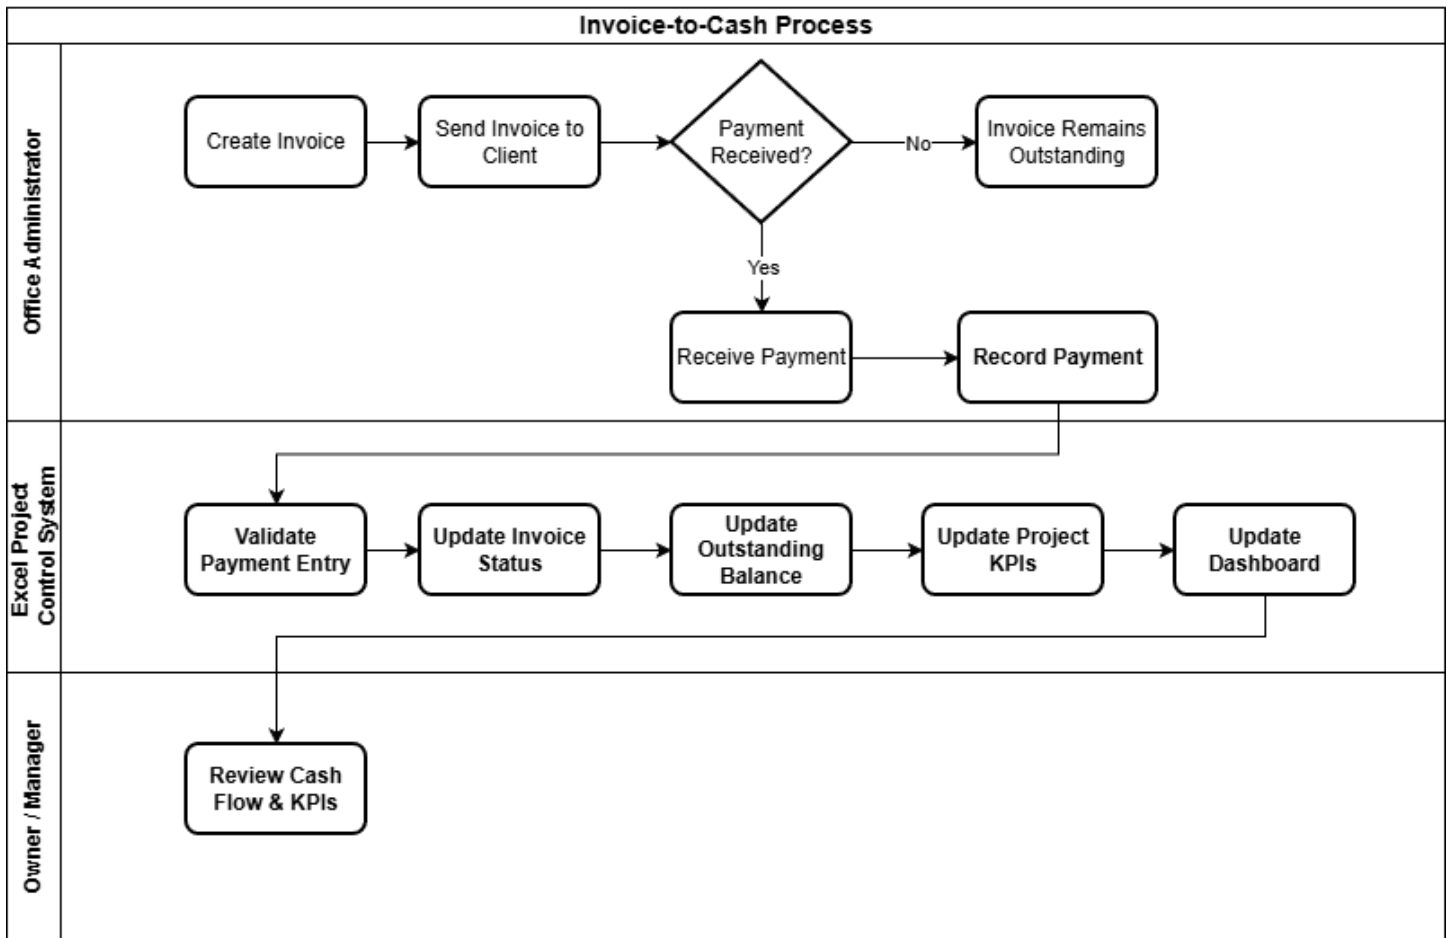 Invoice-to-Cash Process
Office Administrator
Create Invoice
Send Invoice to
Client
Payment
Received?
No
Invoice Remains
Outstanding
Yes
Receive Payment
Record Payment
Excel Project
Control System
Validate
Payment Entry
Update Invoice
Status
Update
Outstanding
Balance
Update Project
KPIs
Update
Dashboard
Owner / Manager
Review Cash
Flow & KPIs